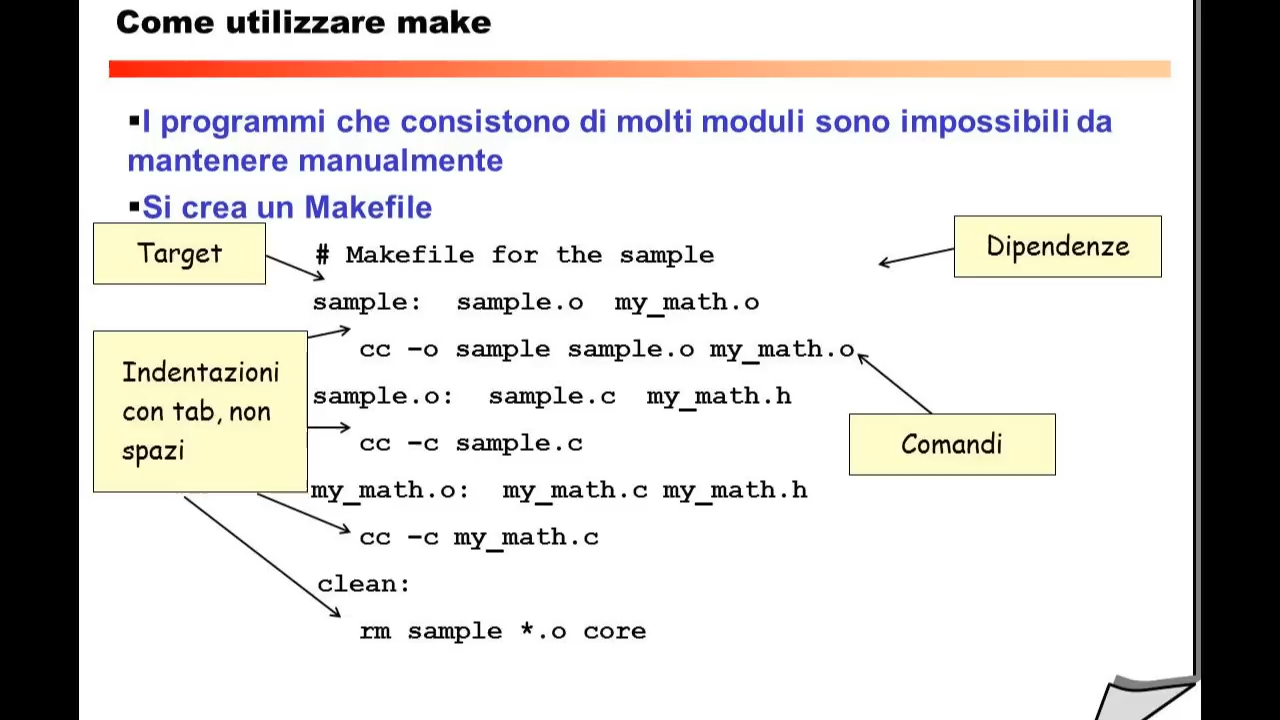 Come utilizzare make
▪I programmi che consistono di molti moduli sono impossibili da
mantenere manualmente
▪Si crea un Makefile
Target
Dipendenze
# Makefile for the sample
sample: sample.o my_math.o
cc -o sample sample.o my_math.o
Indentazioni
con tab, non
spazi
sample.o: sample.c my_math.h
cc -c sample.c
Comandi
my_math.o: my_math.c my_math.h
cc -c my_math.c
clean:
rm sample *.o core